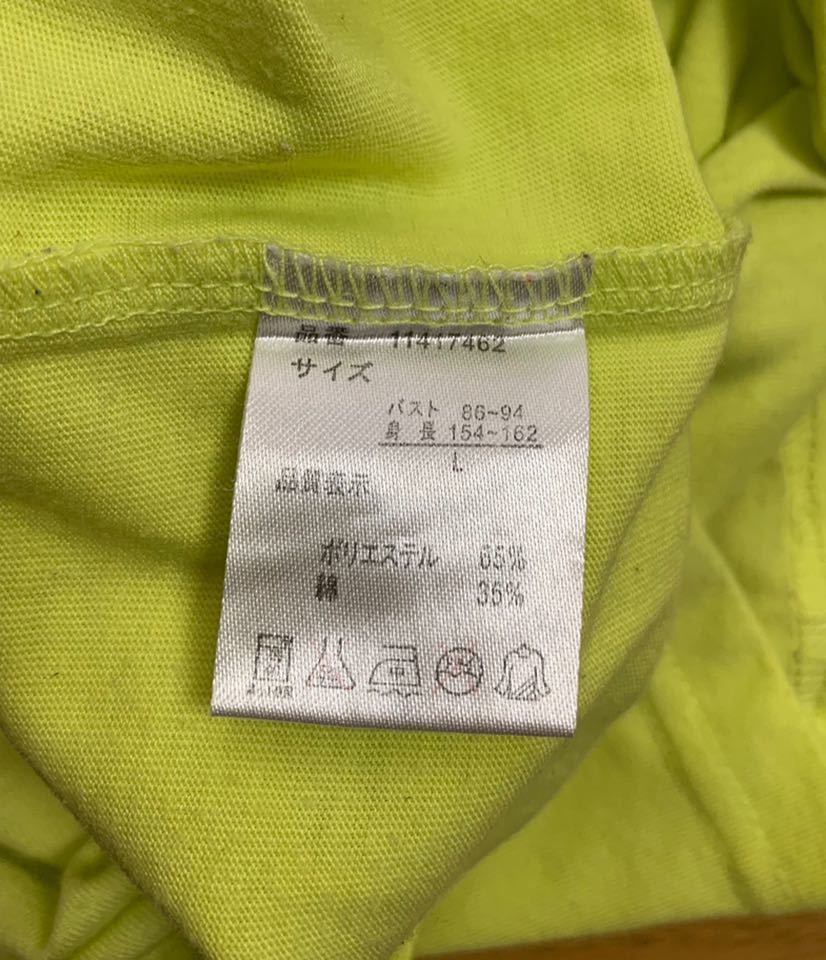 品番 11417462
サイズ
バスト 86~94
身長 154~162
L
品質表示
ポリエステル 65%
綿 35%